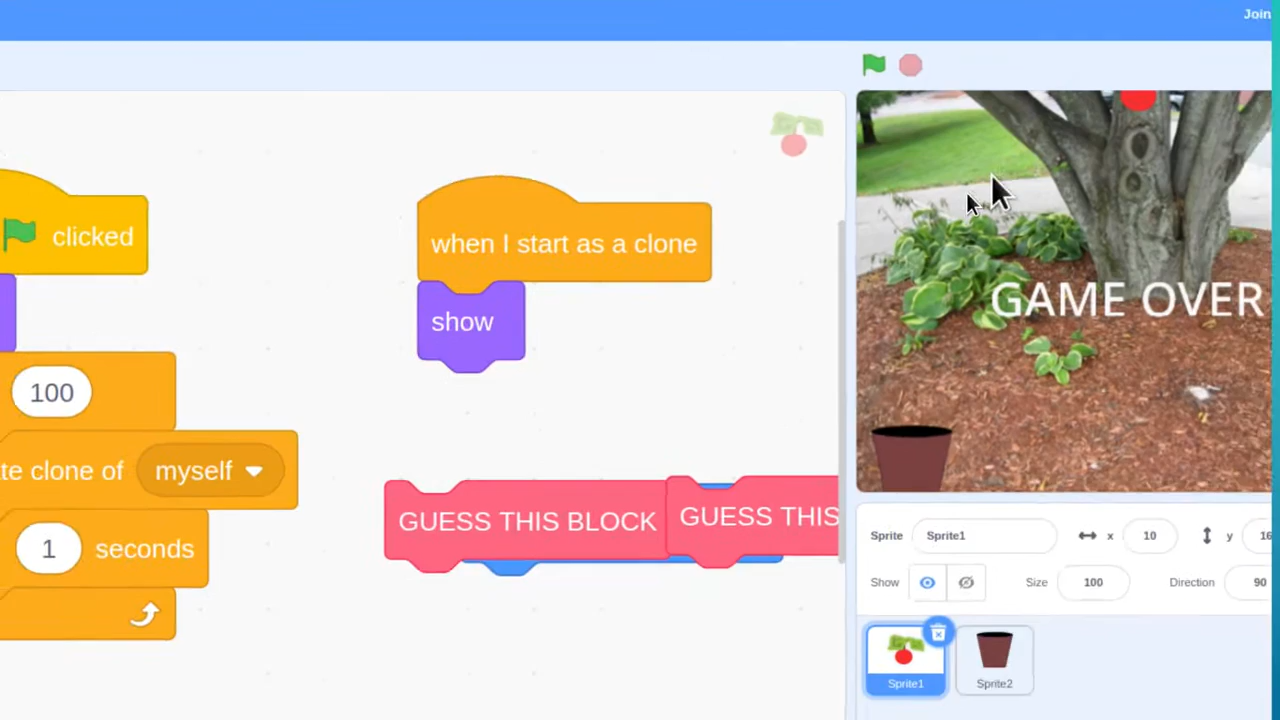 Join
clicked
when I start as a clone
show
100
te clone of myself
1 seconds
GUESS THIS BLOCK
GUESS THIS
GAME OVER
Sprite Sprite1 x 10 y 16
Show Size 100 Direction 90
Sprite1 Sprite2